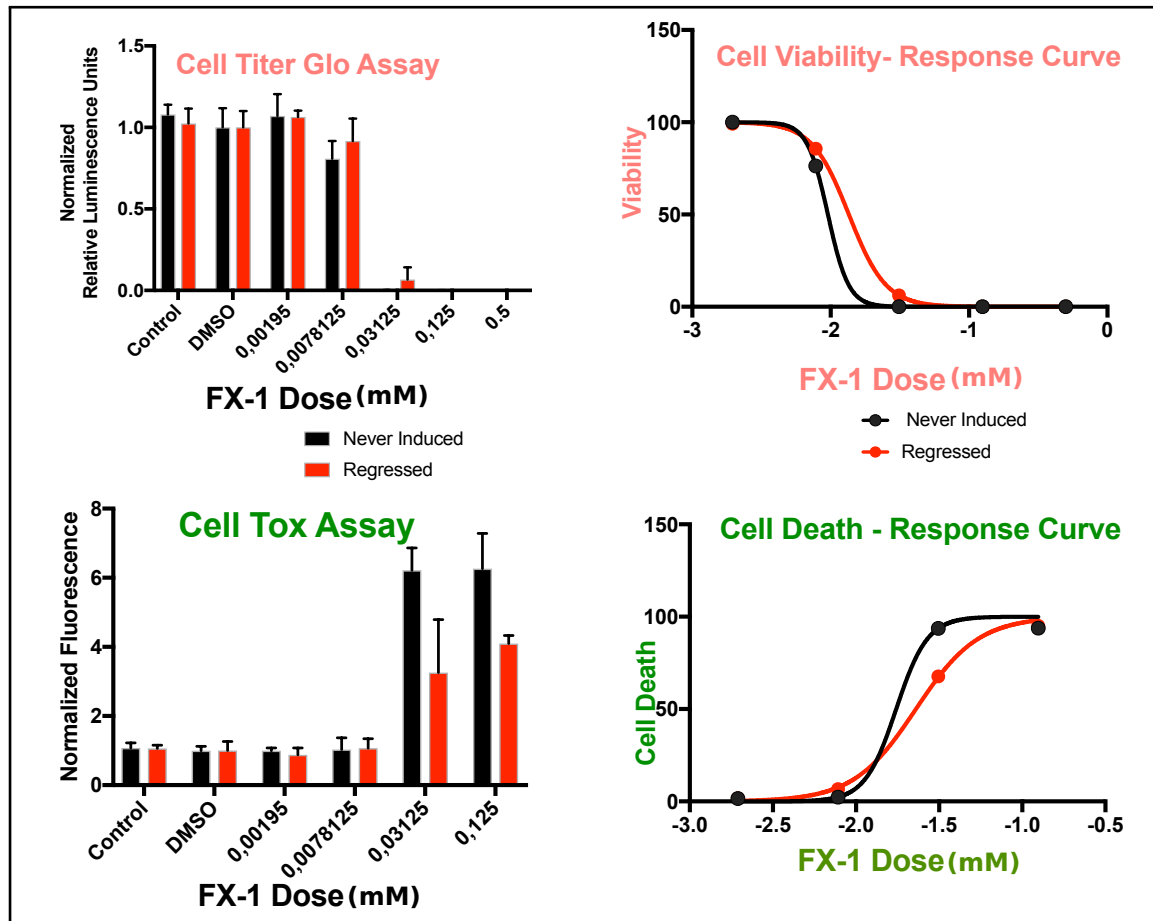 Cell Titer Glo Assay
Normalized
Relative Luminescence Units
1.5
1.0
0.5
0.0
Control
DMSO
0,00195
0,0078125
0,03125
0,125
0.5
FX-1 Dose (mM)
Cell Viability- Response Curve
Viability
150
100
50
0
-3
-2
-1
0
FX-1 Dose (mM)
Never Induced
Regressed
Never Induced
Regressed
Cell Tox Assay
Normalized Fluorescence
8
6
4
2
0
Control
DMSO
0,00195
0,0078125
0,03125
0,125
FX-1 Dose (mM)
Cell Death - Response Curve
Cell Death
150
100
50
0
-3.0
-2.5
-2.0
-1.5
-1.0
-0.5
FX-1 Dose (mM)